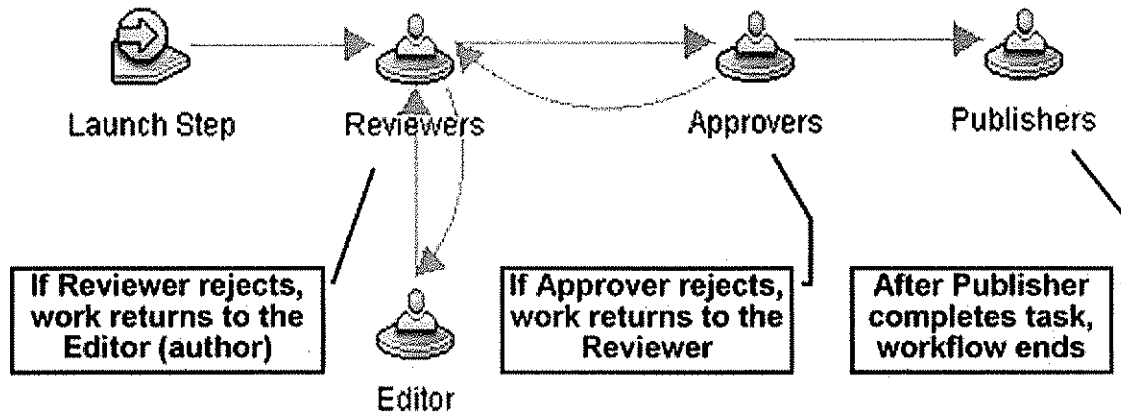 Launch Step
Reviewers
Approvers
Publishers
If Reviewer rejects,
work returns to the
Editor (author)
If Approver rejects,
work returns to the
Reviewer
After Publisher
completes task,
workflow ends
Editor